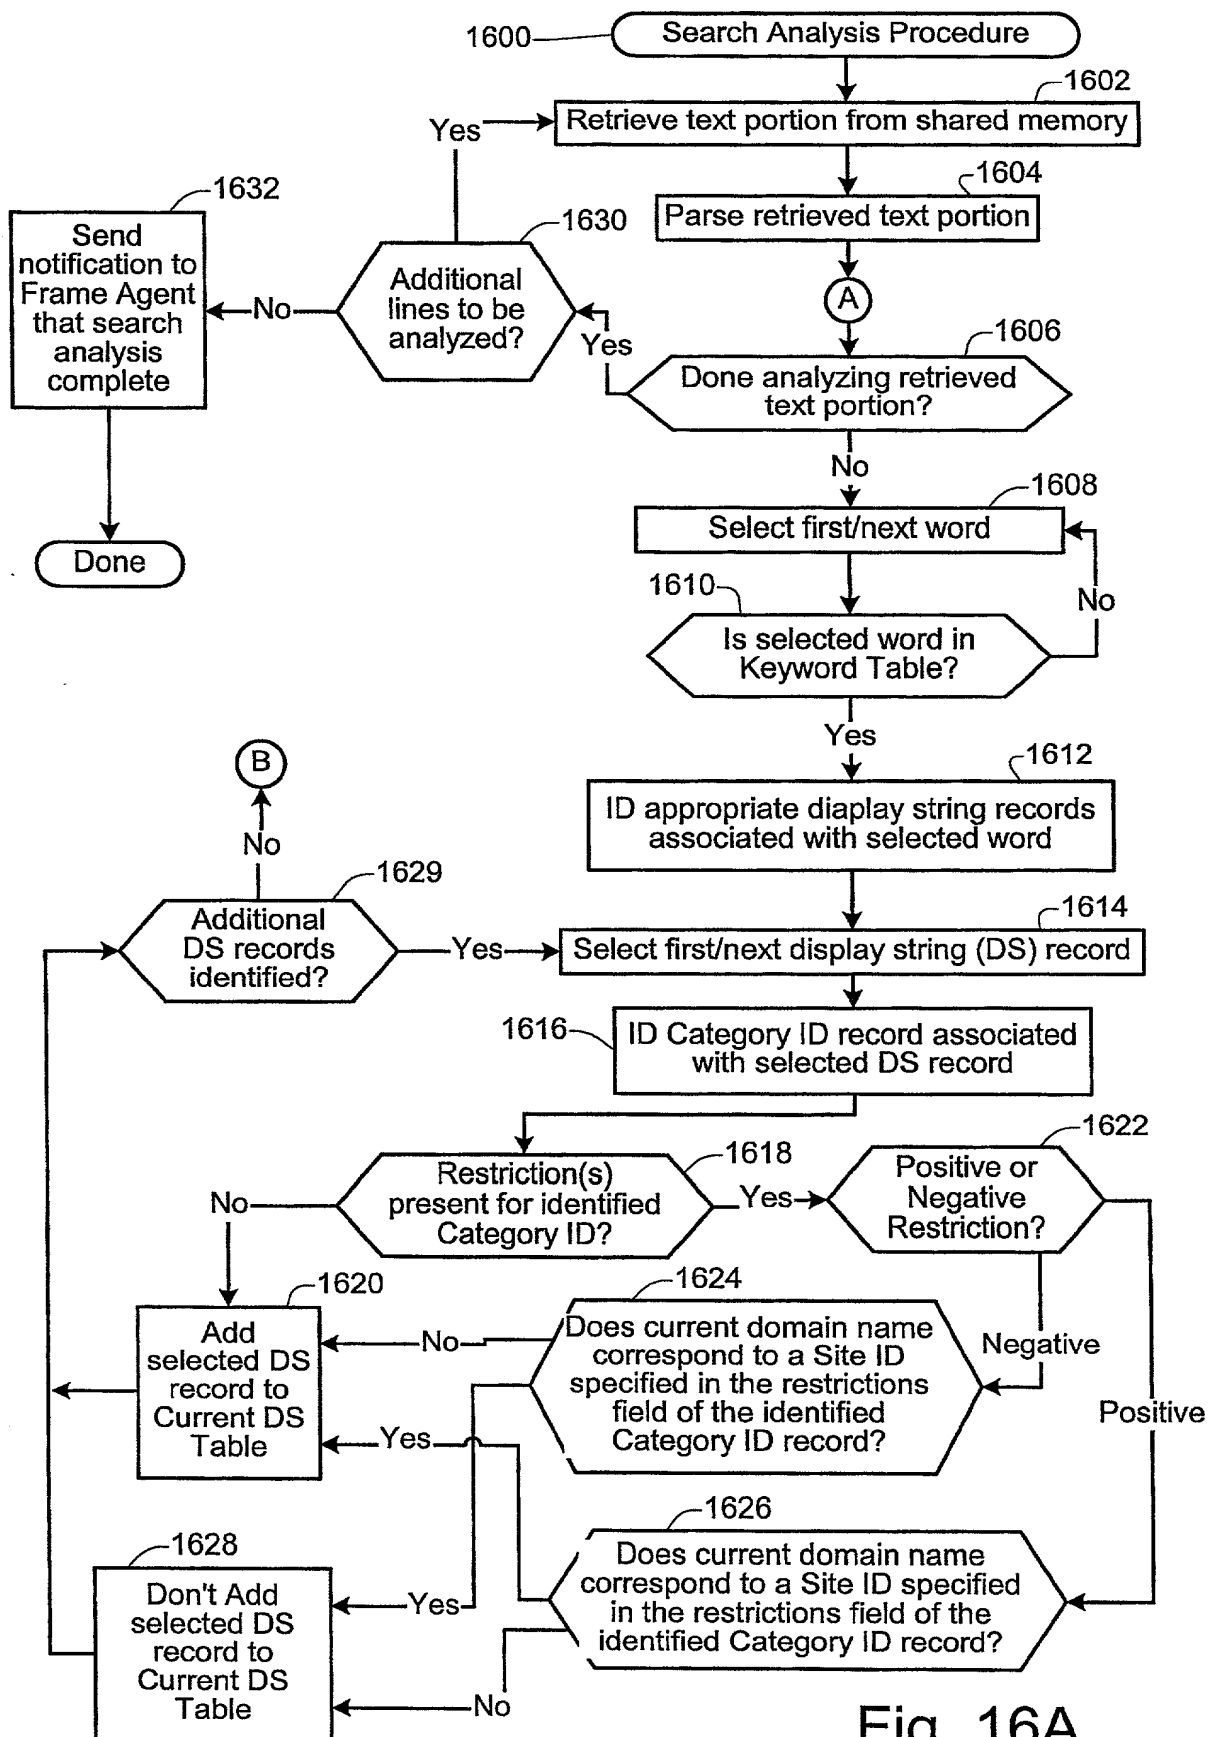 1600
Search Analysis Procedure
1602
Retrieve text portion from shared memory
Yes
1604
Parse retrieved text portion
A
1632
Send
notification to
Frame Agent
that search
analysis
complete
No
1630
Additional
lines to be
analyzed?
Yes
1606
Done analyzing retrieved
text portion?
No
1608
Select first/next word
Done
1610
Is selected word in
Keyword Table?
No
Yes
B
No
1612
ID appropriate diaplay string records
associated with selected word
1629
Additional
DS records
identified?
Yes
1614
Select first/next display string (DS) record
1616
ID Category ID record associated
with selected DS record
1618
Restriction(s)
present for identified
Category ID?
No
Yes
1622
Positive or
Negative
Restriction?
1620
Add
selected DS
record to
Current DS
Table
1624
Does current domain name
correspond to a Site ID
specified in the restrictions
field of the identified
Category ID record?
No
Negative
Positive
Yes
1626
Does current domain name
correspond to a Site ID specified
in the restrictions field of the
identified Category ID record?
1628
Don't Add
selected DS
record to
Current DS
Table
Yes
No
Fig. 16A